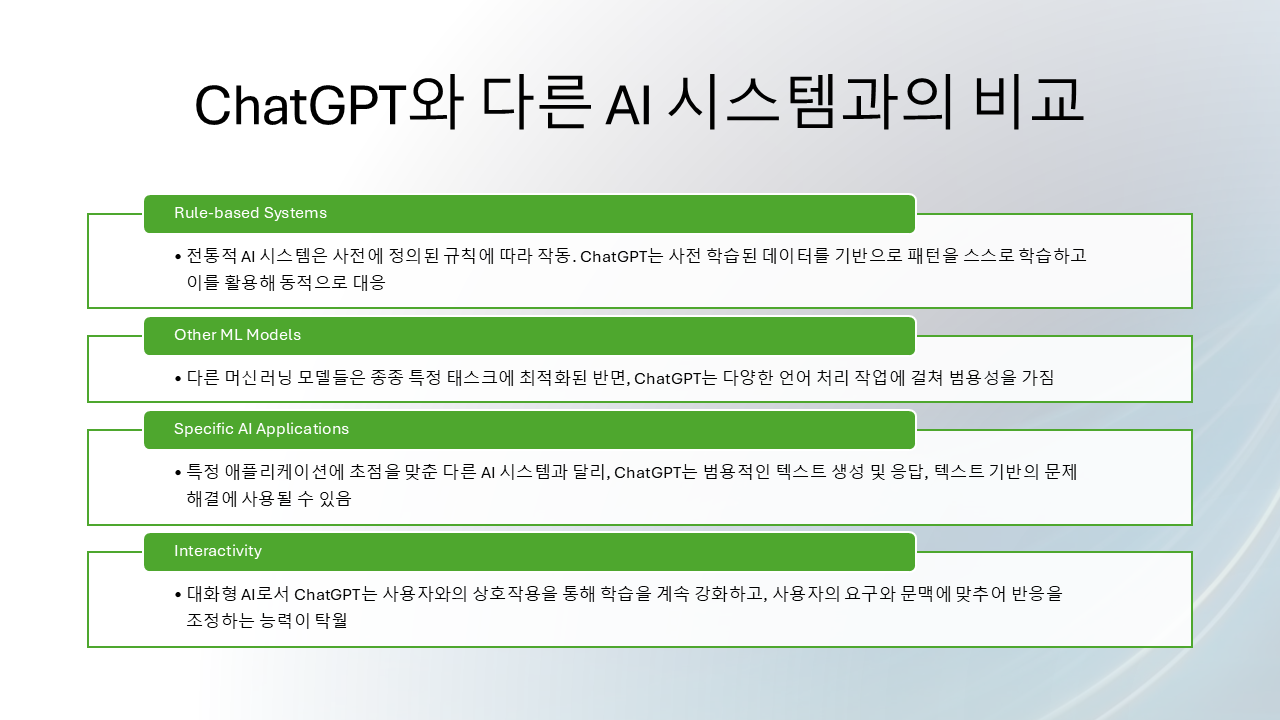 ChatGPT와 다른 AI 시스템과의 비교
Rule-based Systems
• 전통적 AI 시스템은 사전에 정의된 규칙에 따라 작동. ChatGPT는 사전 학습된 데이터를 기반으로 패턴을 스스로 학습하고
이를 활용해 동적으로 대응
Other ML Models
• 다른 머신러닝 모델들은 종종 특정 태스크에 최적화된 반면, ChatGPT는 다양한 언어 처리 작업에 걸쳐 범용성을 가짐
Specific AI Applications
• 특정 애플리케이션에 초점을 맞춘 다른 AI 시스템과 달리, ChatGPT는 범용적인 텍스트 생성 및 응답, 텍스트 기반의 문제
해결에 사용될 수 있음
Interactivity
• 대화형 AI로서 ChatGPT는 사용자와의 상호작용을 통해 학습을 계속 강화하고, 사용자의 요구와 문맥에 맞추어 반응을
조정하는 능력이 탁월